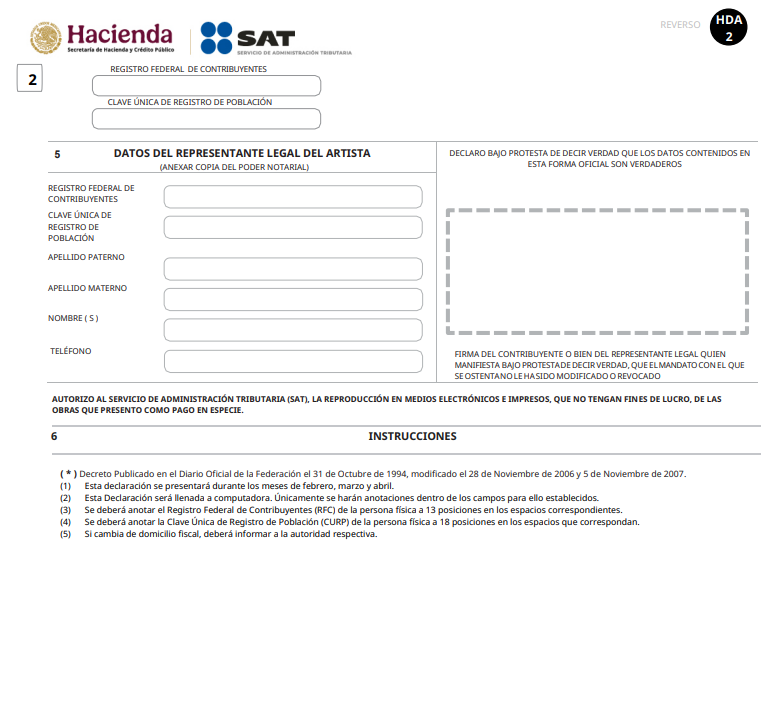 Hacienda
Secretaría de Hacienda y Crédito Público
SAT
SERVICIO DE ADMINISTRACIÓN TRIBUTARIA
REVERSO
HDA
2
2
REGISTRO FEDERAL DE CONTRIBUYENTES
CLAVE ÚNICA DE REGISTRO DE POBLACIÓN
5
DATOS DEL REPRESENTANTE LEGAL DEL ARTISTA
(ANEXAR COPIA DEL PODER NOTARIAL)
REGISTRO FEDERAL DE
CONTRIBUYENTES
CLAVE ÚNICA DE
REGISTRO DE
POBLACIÓN
APELLIDO PATERNO
APELLIDO MATERNO
NOMBRE ( S )
TELÉFONO
DECLARO BAJO PROTESTA DE DECIR VERDAD QUE LOS DATOS CONTENIDOS EN
ESTA FORMA OFICIAL SON VERDADEROS
FIRMA DEL CONTRIBUYENTE O BIEN DEL REPRESENTANTE LEGAL QUIEN
MANIFIESTA BAJO PROTESTA DE DECIR VERDAD, QUE EL MANDATO CON EL QUE
SE OSTENTA NO LE HA SIDO MODIFICADO O REVOCADO
AUTORIZO AL SERVICIO DE ADMINISTRACIÓN TRIBUTARIA (SAT), LA REPRODUCCIÓN EN MEDIOS ELECTRÓNICOS E IMPRESOS, QUE NO TENGAN FINES DE LUCRO, DE LAS
OBRAS QUE PRESENTO COMO PAGO EN ESPECIE.
6
INSTRUCCIONES
( * ) Decreto Publicado en el Diario Oficial de la Federación el 31 de Octubre de 1994, modificado el 28 de Noviembre de 2006 y 5 de Noviembre de 2007.
(1) Esta declaración se presentará durante los meses de febrero, marzo y abril.
(2) Esta Declaración será llenada a computadora. Únicamente se harán anotaciones dentro de los campos para ello establecidos.
(3) Se deberá anotar el Registro Federal de Contribuyentes (RFC) de la persona física a 13 posiciones en los espacios correspondientes.
(4) Se deberá anotar la Clave Única de Registro de Población (CURP) de la persona física a 18 posiciones en los espacios que correspondan.
(5) Si cambia de domicilio fiscal, deberá informar a la autoridad respectiva.